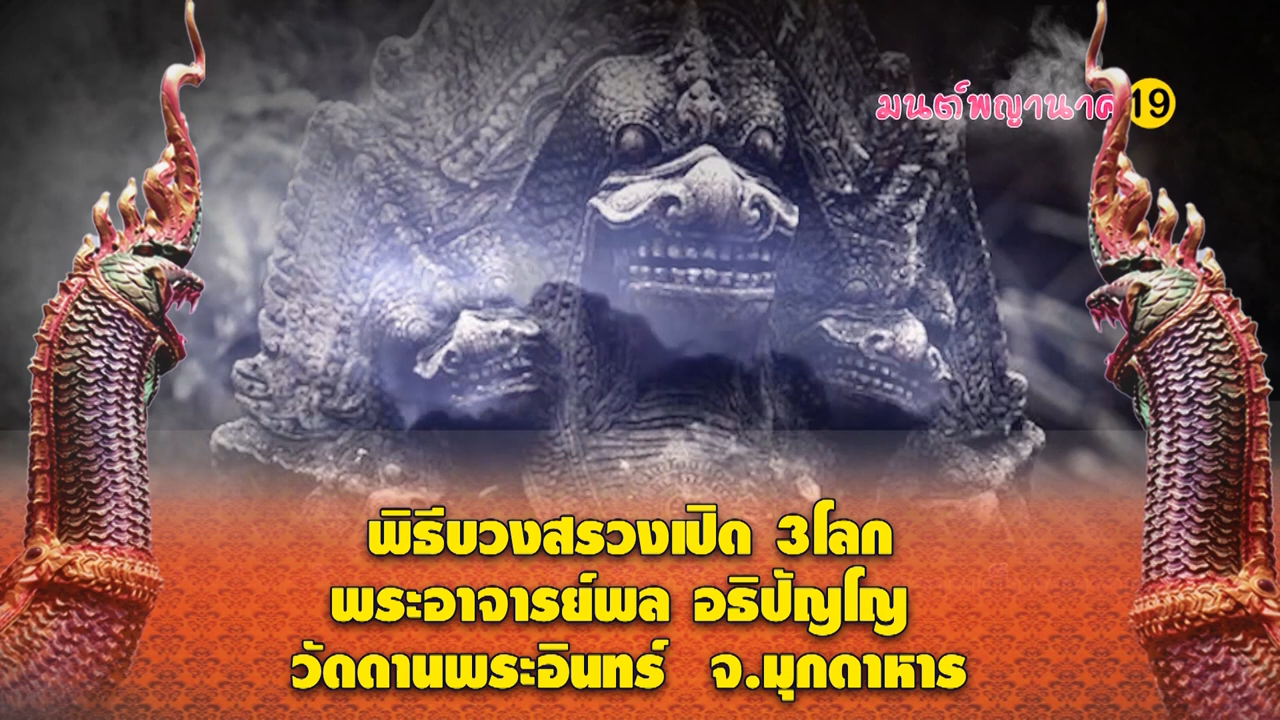 มนต์พญานาค 19
พิธีบวงสรวงเปิด 3โลก
พระอาจารย์พล อธิปัญโญ
วัดดานพระอินทร์ จ.มุกดาหาร